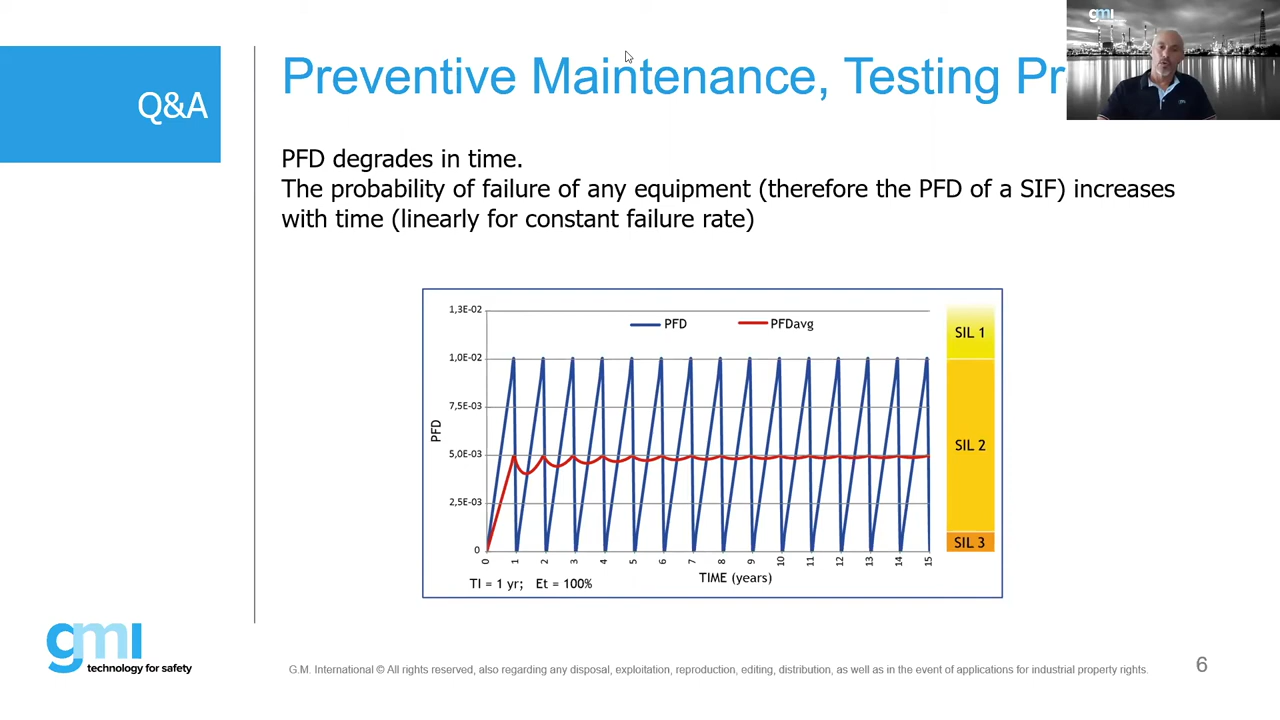 gmi
Q&A
Preventive Maintenance, Testing Pr
PFD degrades in time.
The probability of failure of any equipment (therefore the PFD of a SIF) increases
with time (linearly for constant failure rate)
1,3E-02
1,0E-02
7,5E-03
5,0E-03
2,5E-03
0
PFD
PFD
PFDavg
SIL 1
SIL 2
SIL 3
0 1 2 3 4 5 6 7 8 9 10 11 12 13 14 15
TIME (years)
TI = 1 yr; Et = 100%
gmi
technology for safety
G.M. International © All rights reserved, also regarding any disposal, exploitation, reproduction, editing, distribution, as well as in the event of applications for industrial property rights.
6